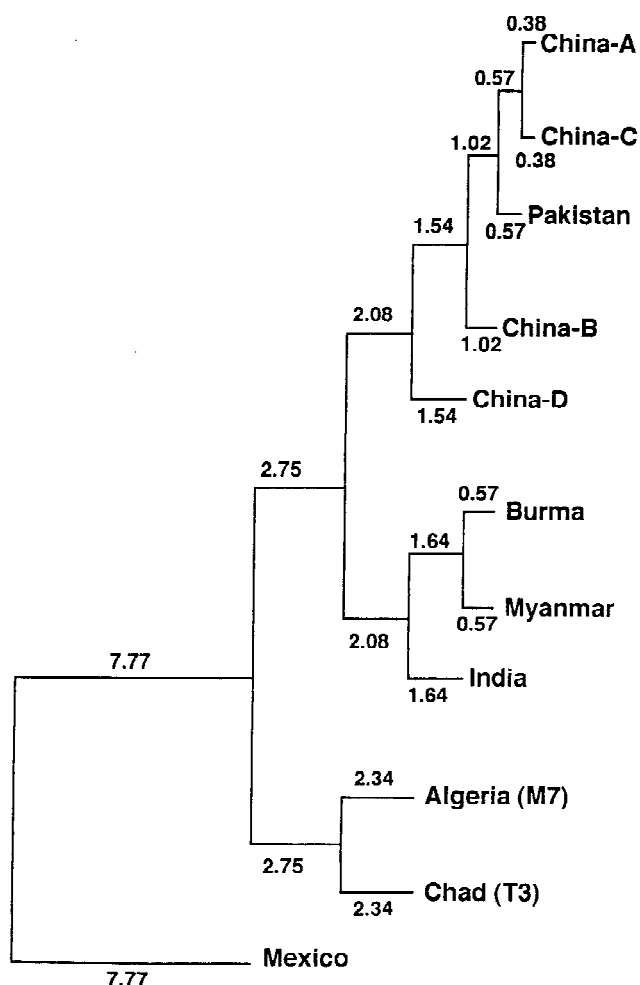 0.38
China-A
0.57
China-C
1.02
0.38
Pakistan
1.54
0.57
2.08
China-B
1.02
China-D
1.54
2.75
0.57
Burma
1.64
Myanmar
0.57
2.08
7.77
India
1.64
2.34
Algeria (M7)
2.75
Chad (T3)
2.34
Mexico
7.77